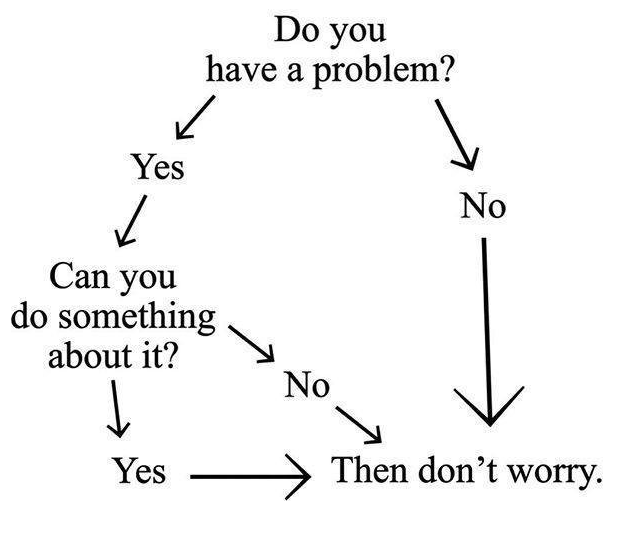 Do you
have a problem?
Yes
No
Can you
do something
about it?
No
Yes
Then don’t worry.